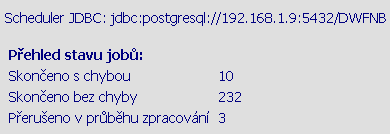 Scheduler JDBC: jdbc:postgresql://192.168.1.9:5432/DWFNB
Přehled stavu jobů:
Skončeno s chybou 10
Skončeno bez chyby 232
Přerušeno v průběhu zpracování 3